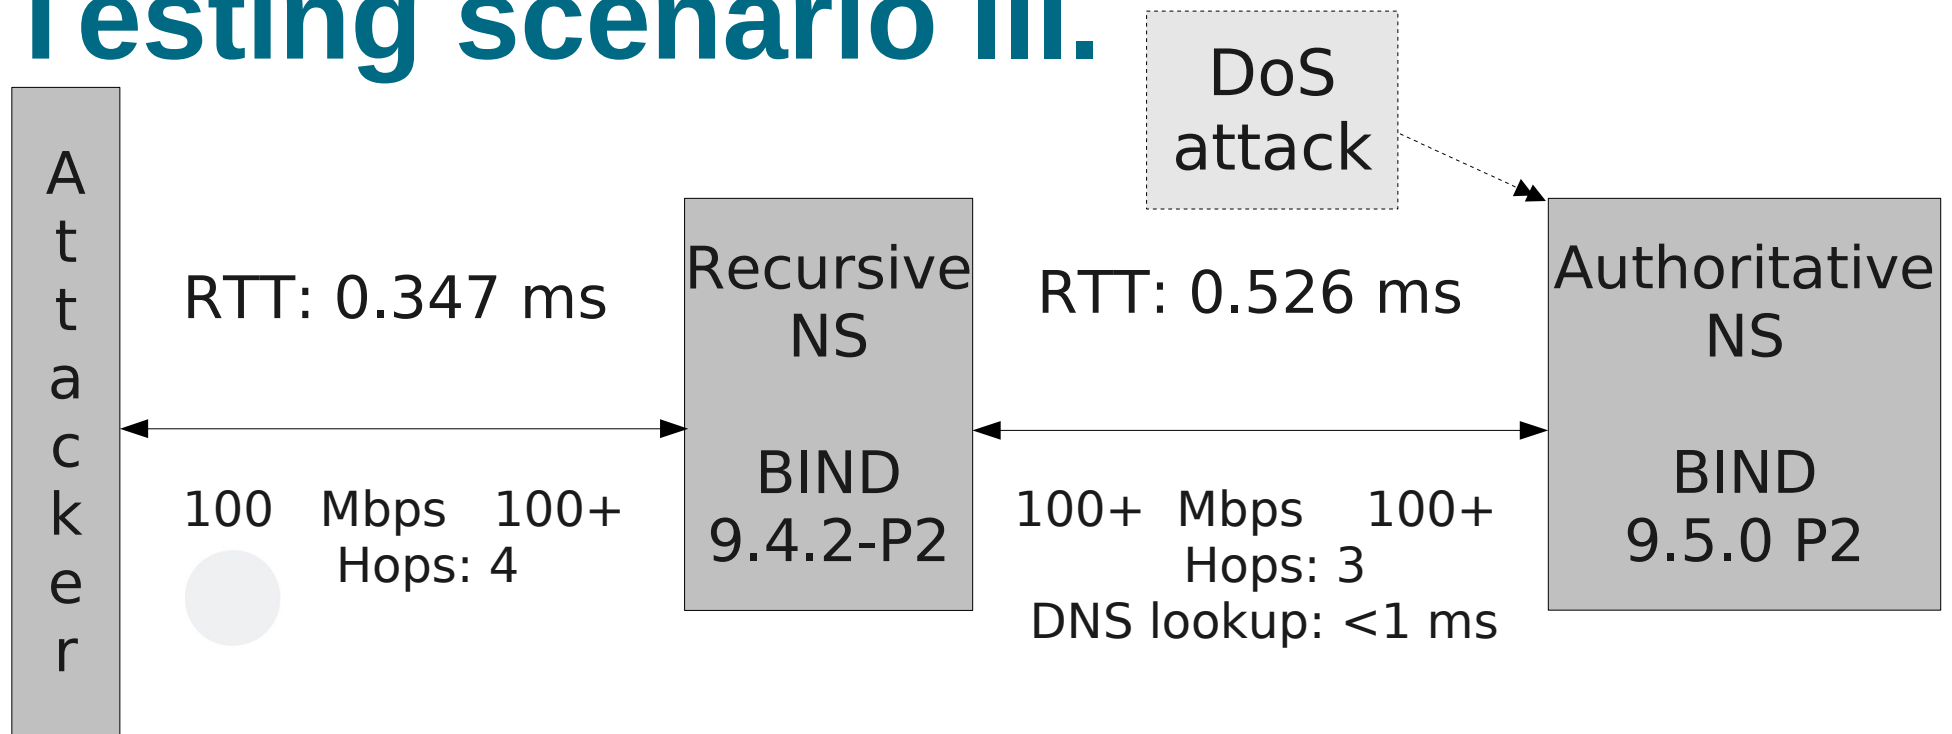 Testing scenario III.
DoS
attack
Attacker
RTT: 0.347 ms
100 Mbps 100+
Hops: 4
Recursive
NS
BIND
9.4.2-P2
RTT: 0.526 ms
100+ Mbps 100+
Hops: 3
DNS lookup: <1 ms
Authoritative
NS
BIND
9.5.0 P2